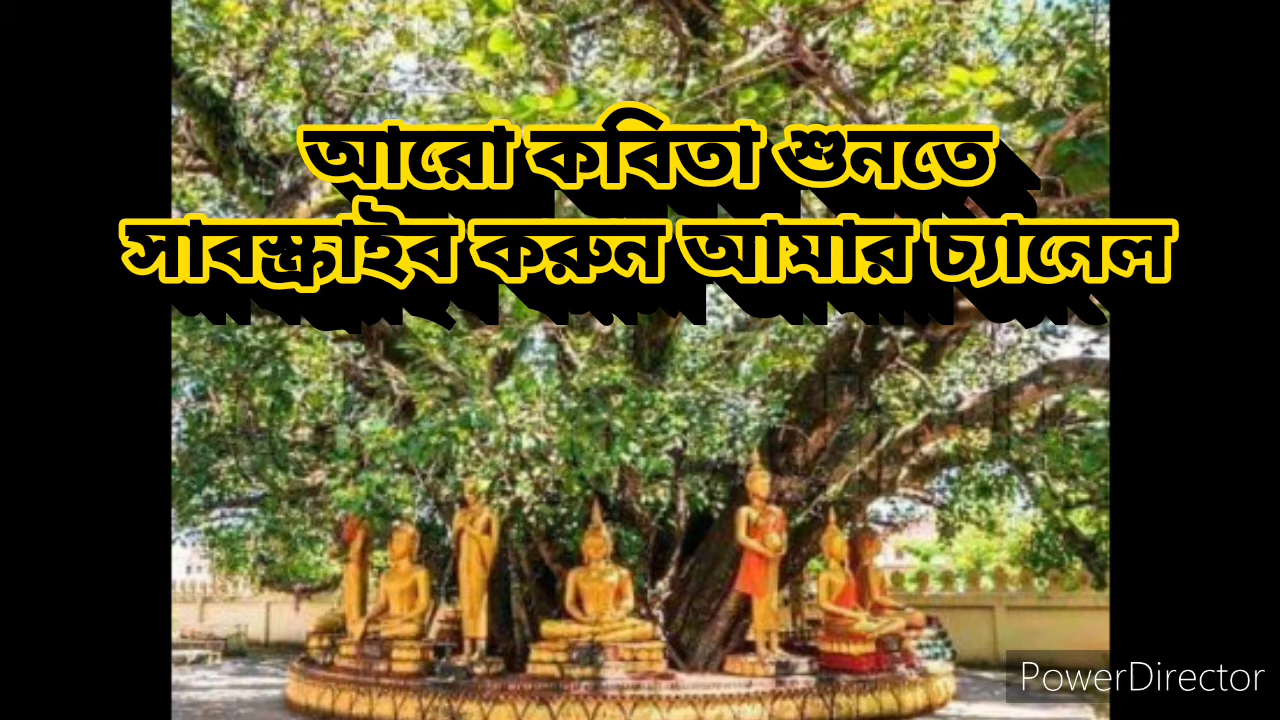 আরো কবিতা শুনতে
সাবস্ক্রাইব করুন আমার চ্যানেল
PowerDirector